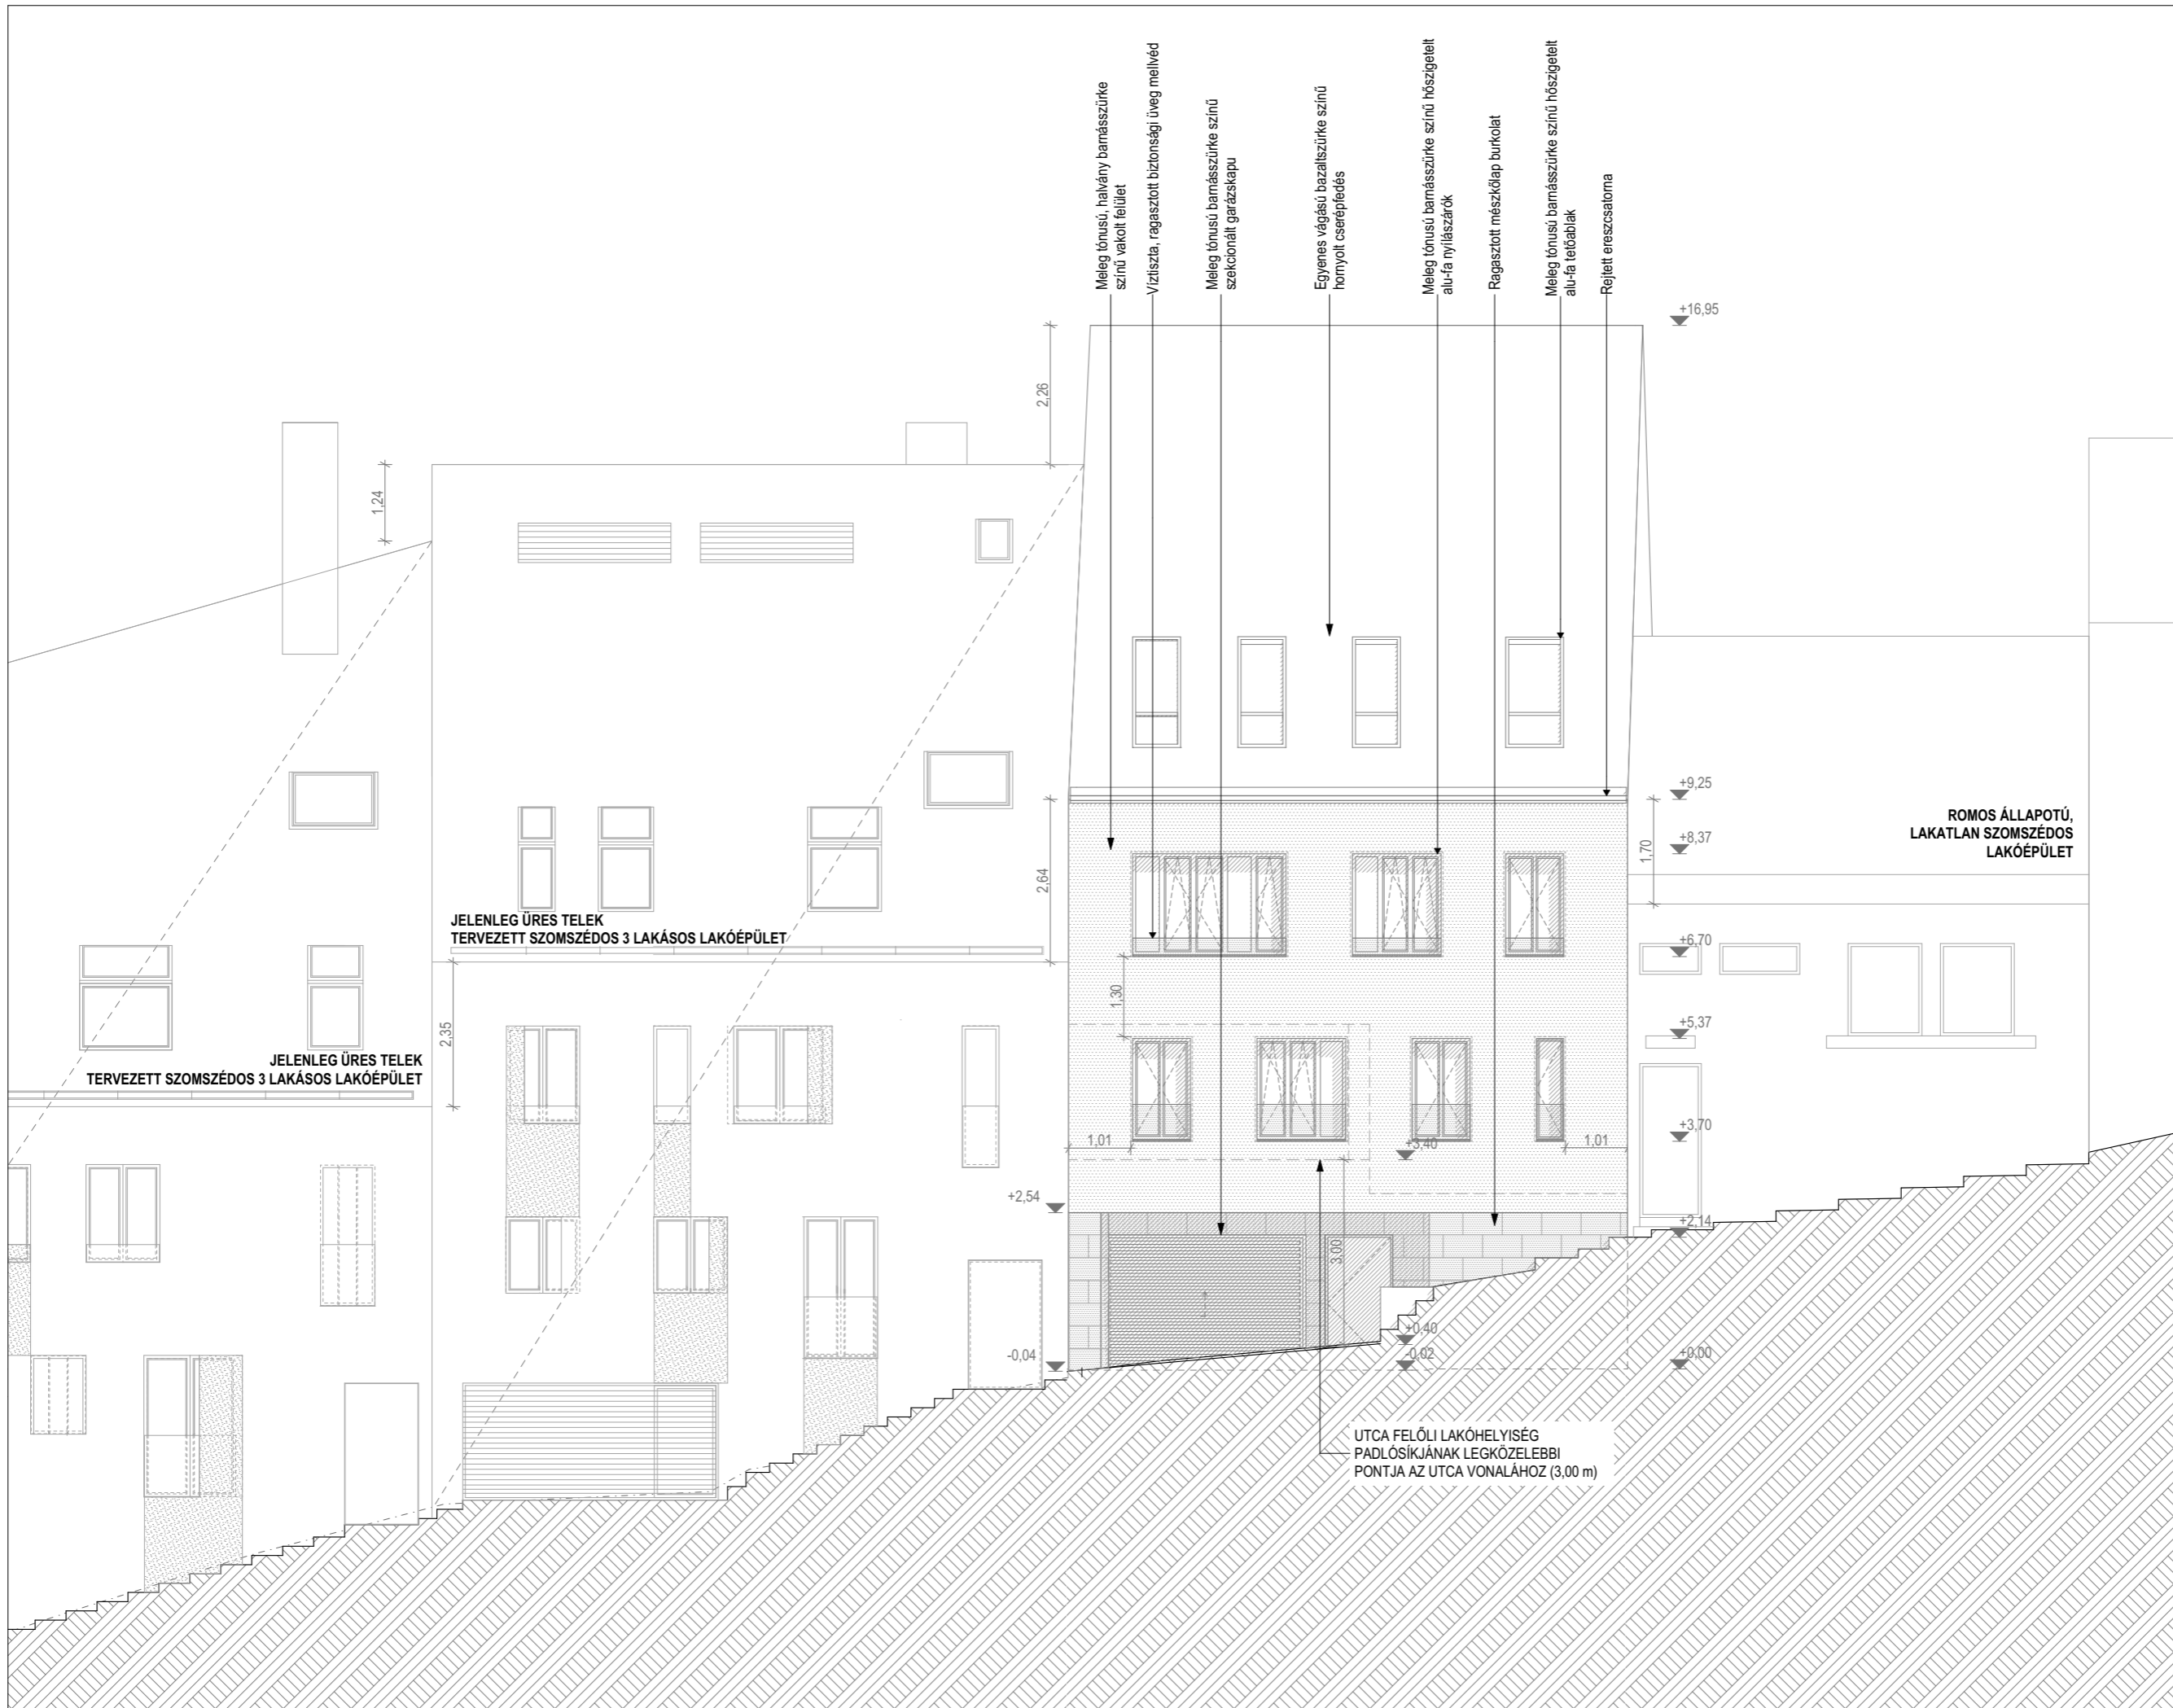 Meleg tónusú, halvány barnásszürke
színű vakolt felület
Víztiszta, ragasztott biztonsági üveg mellvéd
Meleg tónusú barnásszürke színű
szekcionált garázskapu
Egyenes vágású bazaltszürke színű
hornyolt cserépfedés
Meleg tónusú barnásszürke színű hőszigetelt
alu-fa nyílászárók
Ragasztott mészkőlap burkolat
Meleg tónusú barnásszürke színű hőszigetelt
alu-fa tetőablak
Rejtett ereszcsatorna
+16,95
2,26
1,24
+9,25
ROMOS ÁLLAPOTÚ,
LAKATLAN SZOMSZÉDOS
LAKÓÉPÜLET
+8,37
1,70
2,64
JELENLEG ÜRES TELEK
TERVEZETT SZOMSZÉDOS 3 LAKÁSOS LAKÓÉPÜLET
+6,70
1,30
2,35
+5,37
JELENLEG ÜRES TELEK
TERVEZETT SZOMSZÉDOS 3 LAKÁSOS LAKÓÉPÜLET
+3,70
1,01
+3,40
1,01
+2,54
+2,14
3,00
+0,40
-0,04
-0,02
+0,00
UTCA FELŐLI LAKÓHELYISÉG
PADLÓSÍKJÁNAK LEGKÖZELEBBI
PONTJA AZ UTCA VONALÁHOZ (3,00 m)